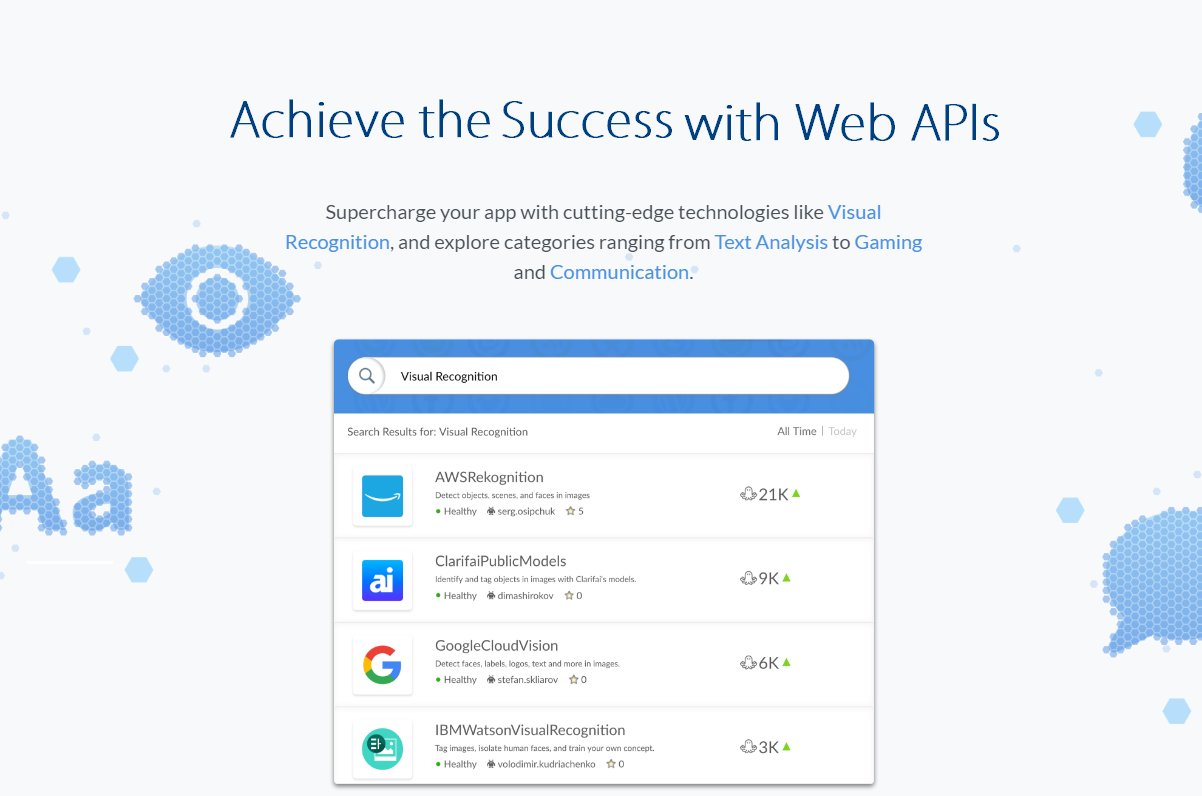 Achieve the Success with Web APIs
Supercharge your app with cutting-edge technologies like Visual
Recognition, and explore categories ranging from Text Analysis to Gaming
and Communication.
Visual Recognition
Search Results for: Visual Recognition
All Time | Today
AWSRekognition
Detect objects, scenes, and faces in images
Healthy serg.osipchuk 5
21K
ClarifaiPublicModels
Identify and tag objects in images with Clarifai's models.
Healthy dimashirokov 0
9K
GoogleCloudVision
Detect faces, labels, logos, text and more in images.
Healthy stefan.skliarov 0
6K
IBMWatsonVisualRecognition
Tag images, isolate human faces, and train your own concept.
Healthy volodimir.kudriachenko 0
3K
ai
G
Aa